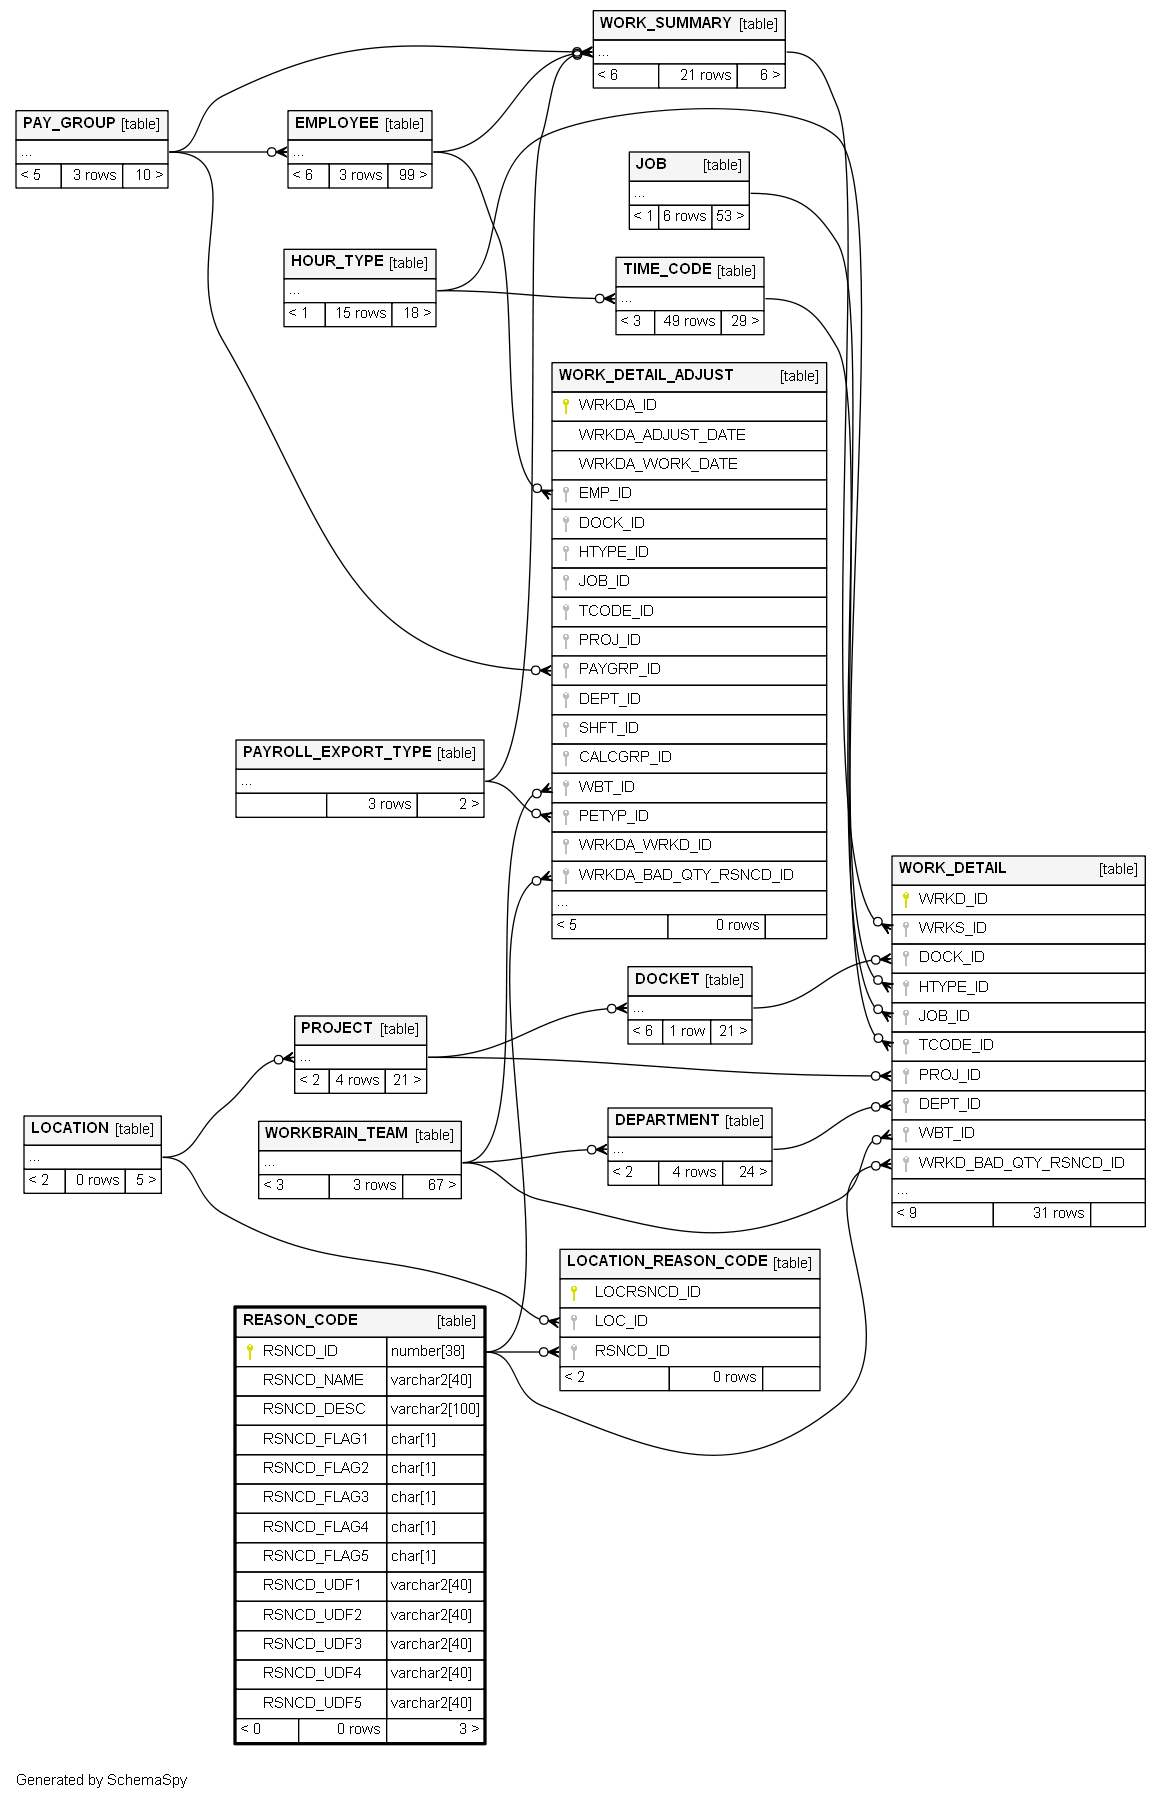 WORK_SUMMARY [table]
...
< 6 21 rows 6 >
PAY_GROUP [table]
...
< 5 3 rows 10 >
EMPLOYEE [table]
...
< 6 3 rows 99 >
JOB [table]
...
< 1 6 rows 53 >
HOUR_TYPE [table]
...
< 1 15 rows 18 >
TIME_CODE [table]
...
< 3 49 rows 29 >
WORK_DETAIL_ADJUST [table]
WRKDA_ID
WRKDA_ADJUST_DATE
WRKDA_WORK_DATE
EMP_ID
DOCK_ID
HTYPE_ID
JOB_ID
TCODE_ID
PROJ_ID
PAYGRP_ID
DEPT_ID
SHFT_ID
CALCGRP_ID
WBT_ID
PETYP_ID
WRKDA_WRKD_ID
WRKDA_BAD_QTY_RSNCD_ID
...
< 5 0 rows
PAYROLL_EXPORT_TYPE [table]
...
3 rows 2 >
WORK_DETAIL [table]
WRKD_ID
WRKS_ID
DOCK_ID
HTYPE_ID
JOB_ID
TCODE_ID
PROJ_ID
DEPT_ID
WBT_ID
WRKD_BAD_QTY_RSNCD_ID
...
< 9 31 rows
DOCKET [table]
...
< 6 1 row 21 >
PROJECT [table]
...
< 2 4 rows 21 >
LOCATION [table]
...
< 2 0 rows 5 >
WORKBRAIN_TEAM [table]
...
< 3 3 rows 67 >
DEPARTMENT [table]
...
< 2 4 rows 24 >
LOCATION_REASON_CODE [table]
LOCRSNCD_ID
LOC_ID
RSNCD_ID
< 2 0 rows
REASON_CODE [table]
RSNCD_ID number[38]
RSNCD_NAME varchar2[40]
RSNCD_DESC varchar2[100]
RSNCD_FLAG1 char[1]
RSNCD_FLAG2 char[1]
RSNCD_FLAG3 char[1]
RSNCD_FLAG4 char[1]
RSNCD_FLAG5 char[1]
RSNCD_UDF1 varchar2[40]
RSNCD_UDF2 varchar2[40]
RSNCD_UDF3 varchar2[40]
RSNCD_UDF4 varchar2[40]
RSNCD_UDF5 varchar2[40]
< 0 0 rows 3 >
Generated by SchemaSpy